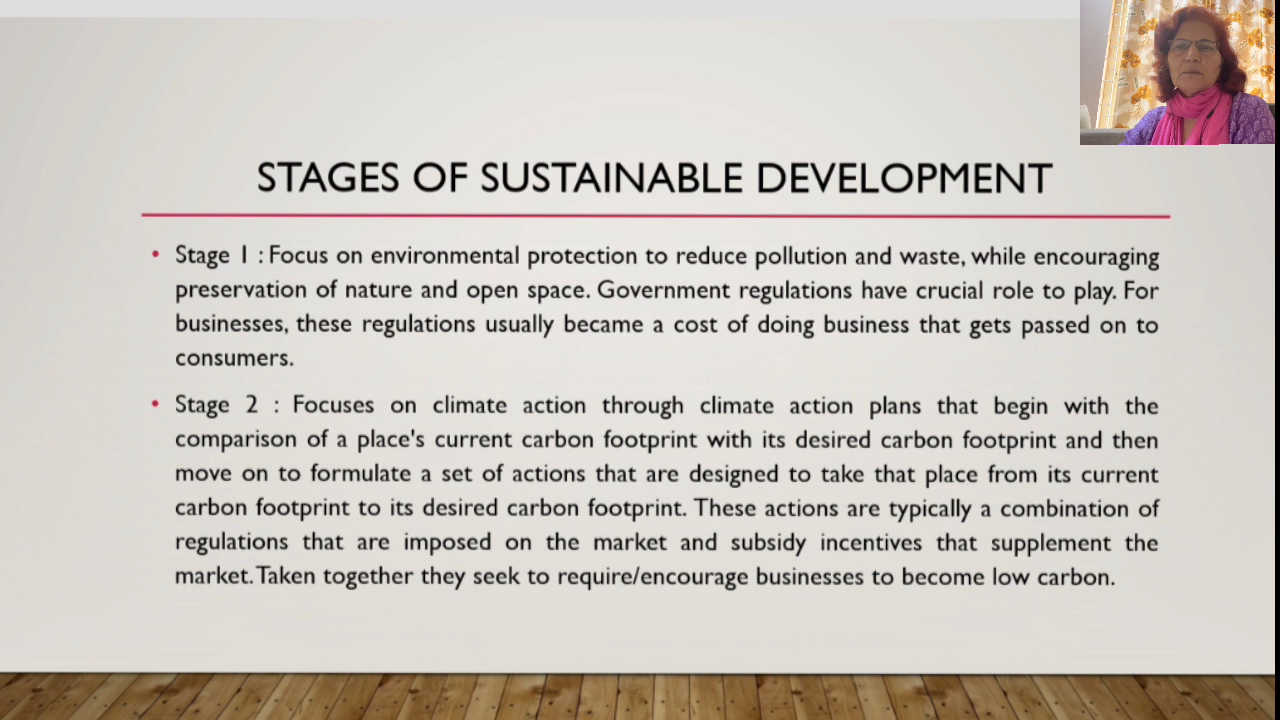 STAGES OF SUSTAINABLE DEVELOPMENT
• Stage 1 : Focus on environmental protection to reduce pollution and waste, while encouraging
preservation of nature and open space. Government regulations have crucial role to play. For
businesses, these regulations usually became a cost of doing business that gets passed on to
consumers.
• Stage 2 : Focuses on climate action through climate action plans that begin with the
comparison of a place's current carbon footprint with its desired carbon footprint and then
move on to formulate a set of actions that are designed to take that place from its current
carbon footprint to its desired carbon footprint. These actions are typically a combination of
regulations that are imposed on the market and subsidy incentives that supplement the
market. Taken together they seek to require/encourage businesses to become low carbon.